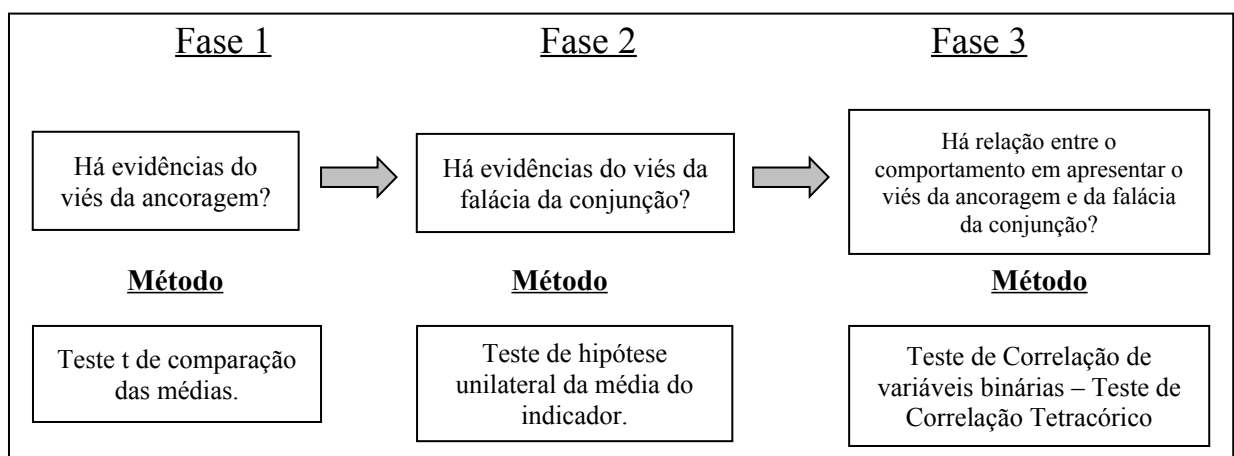 Fase 1
Fase 2
Fase 3
Há evidências do
viés da ancoragem?
Há evidências do viés da
falácia da conjunção?
Há relação entre o
comportamento em apresentar o
viés da ancoragem e da falácia
da conjunção?
Método
Método
Método
Teste t de comparação
das médias.
Teste de hipótese
unilateral da média do
indicador.
Teste de Correlação de
variáveis binárias – Teste de
Correlação Tetracórico